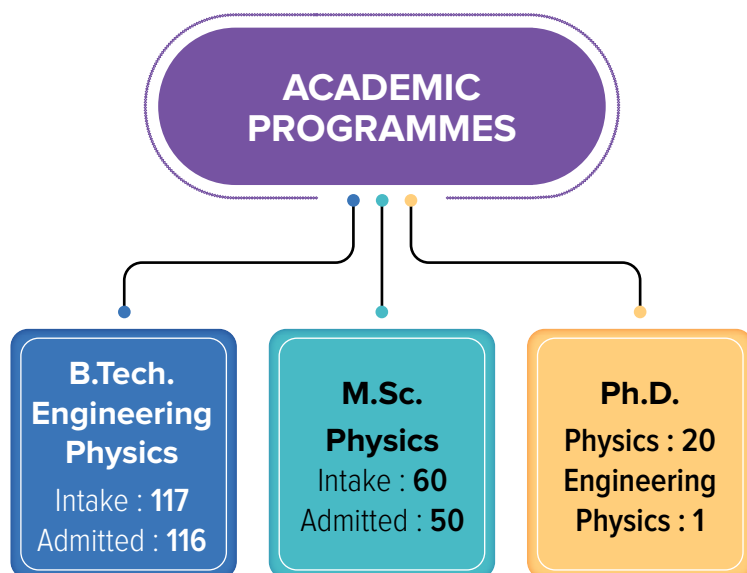 ACADEMIC
PROGRAMMES
B.Tech.
Engineering
Physics
Intake : 117
Admitted : 116
M.Sc.
Physics
Intake : 60
Admitted : 50
Ph.D.
Physics : 20
Engineering
Physics : 1